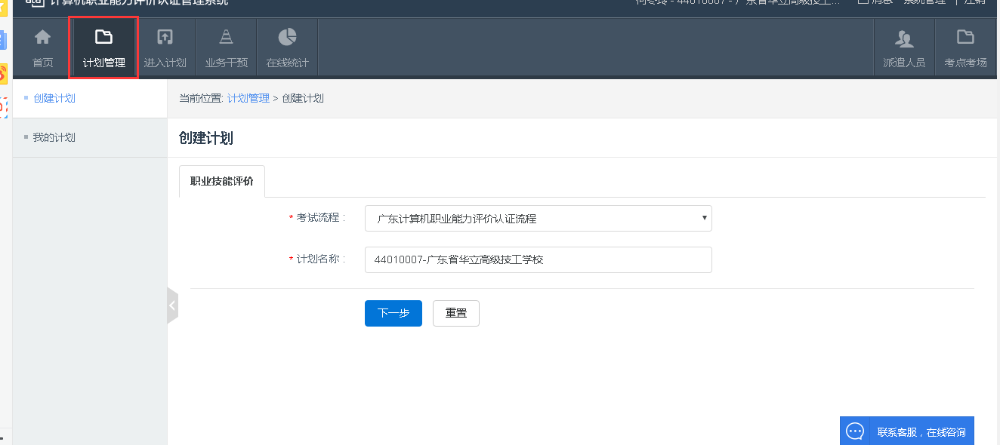 计算机职业能力评价认证管理系统
44010007 - 广东省华立高级技工... 消息 系统管理 | 注销
首页 计划管理 进入计划 业务干预 在线统计 派遣人员 考点考场
创建计划
当前位置: 计划管理 > 创建计划
我的计划
创建计划
职业技能评价
* 考试流程 : 广东计算机职业能力评价认证流程
* 计划名称 : 44010007-广东省华立高级技工学校
下一步 重置
联系客服，在线咨询